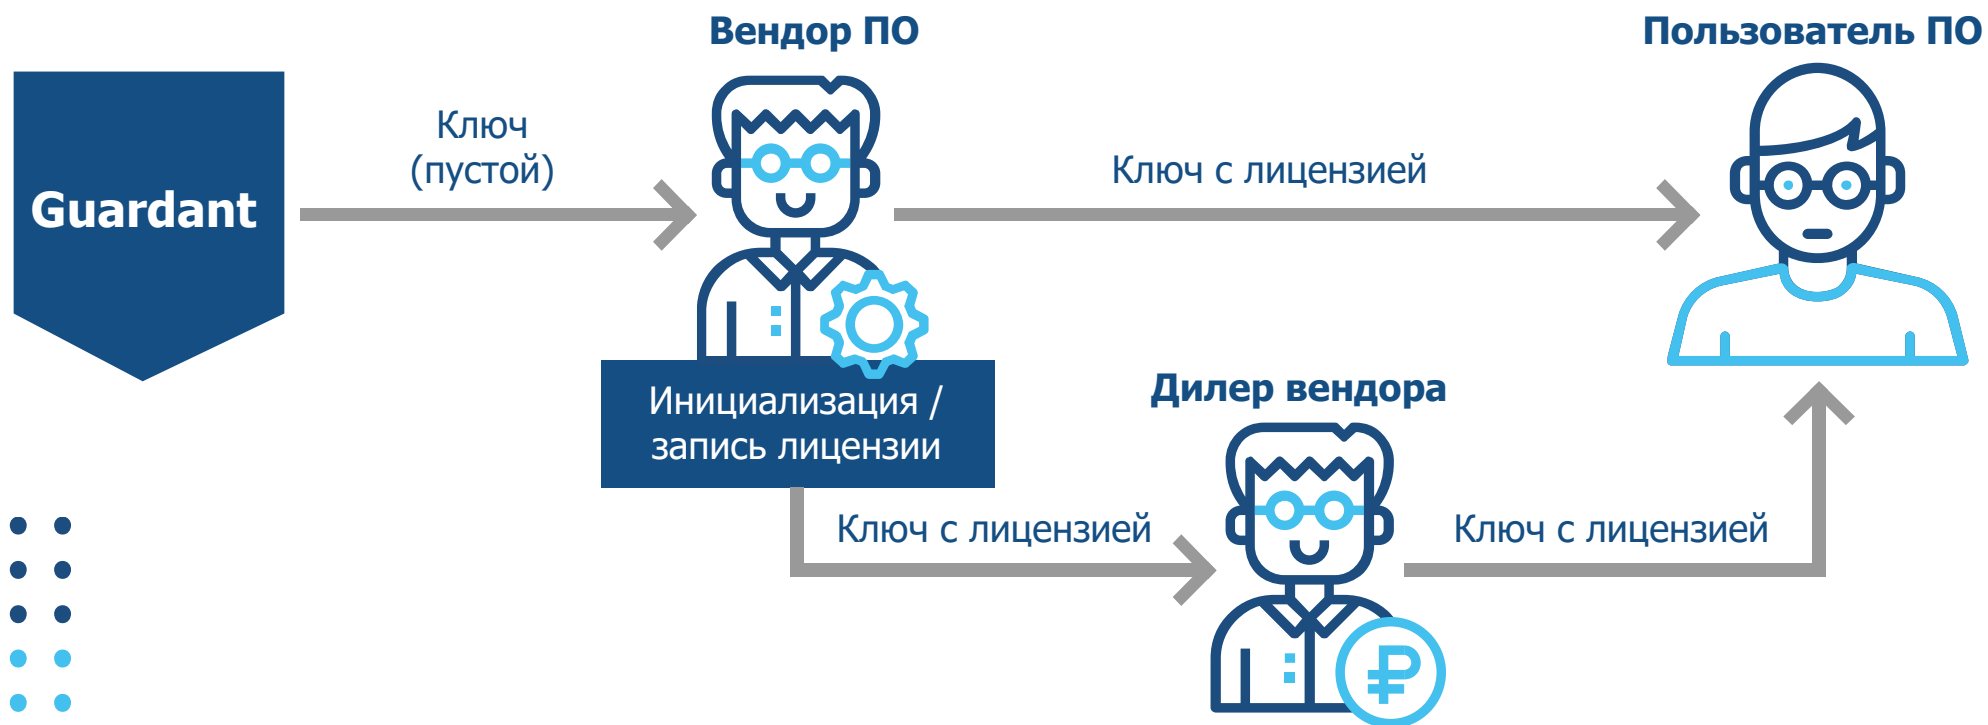 Вендор ПО
Пользователь ПО
Ключ
(пустой)
Guardant
Ключ с лицензией
Инициализация /
запись лицензии
Дилер вендора
Ключ с лицензией
Ключ с лицензией